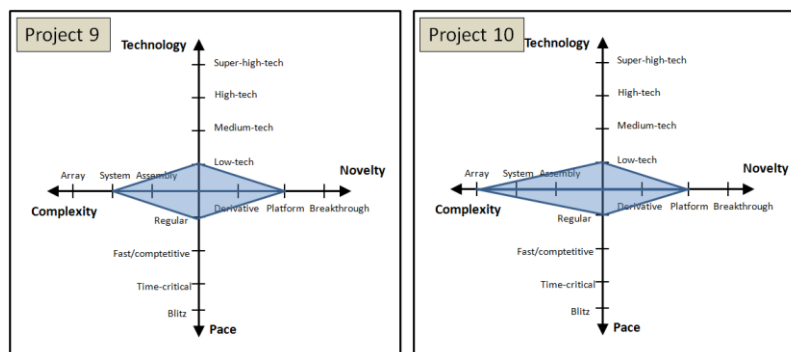 Project 9
Technology
Super-high-tech
High-tech
Medium-tech
Low-tech
Novelty
Array System Assembly
Complexity
Derivative Platform Breakthrough
Regular
Fast/comptetitive
Time-critical
Blitz
Pace
Project 10
Technology
Super-high-tech
High-tech
Medium-tech
Low-tech
Novelty
Array System Assembly
Complexity
Derivative Platform Breakthrough
Regular
Fast/comptetitive
Time-critical
Blitz
Pace